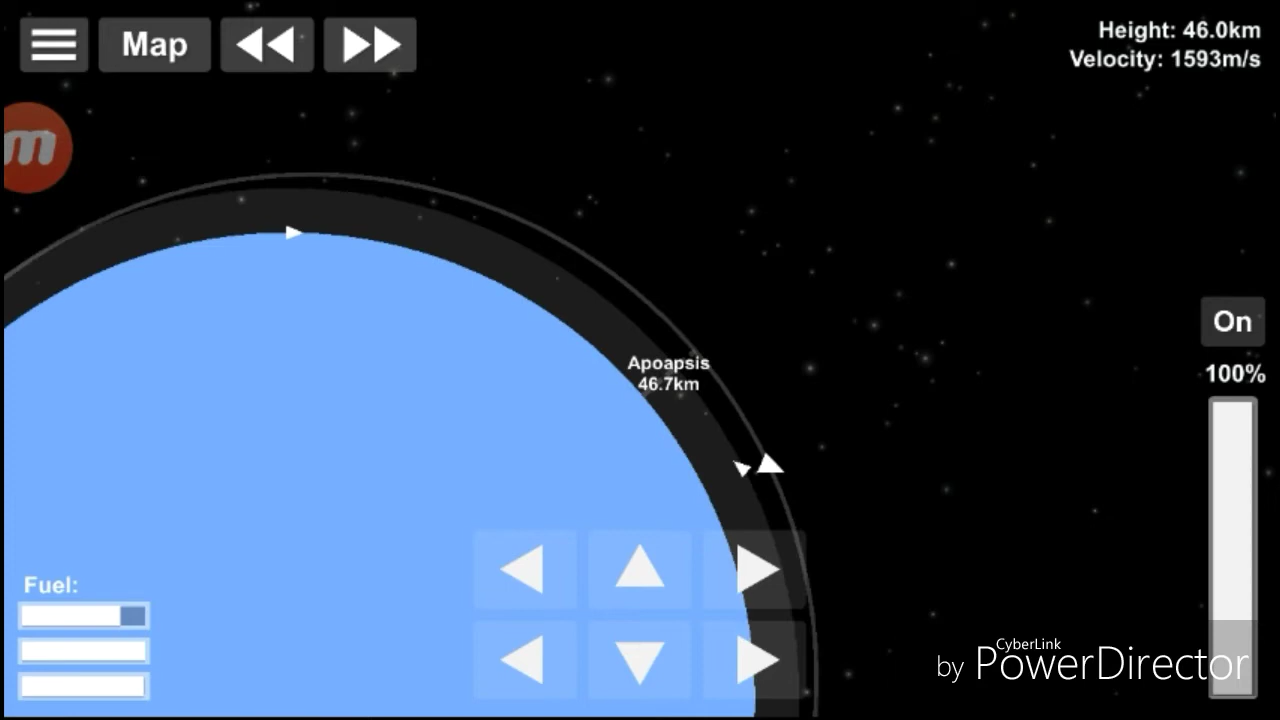 Map
Height: 46.0km
Velocity: 1593m/s
m
Apoapsis
46.7km
On
100%
Fuel:
CyberLink
by PowerDirector